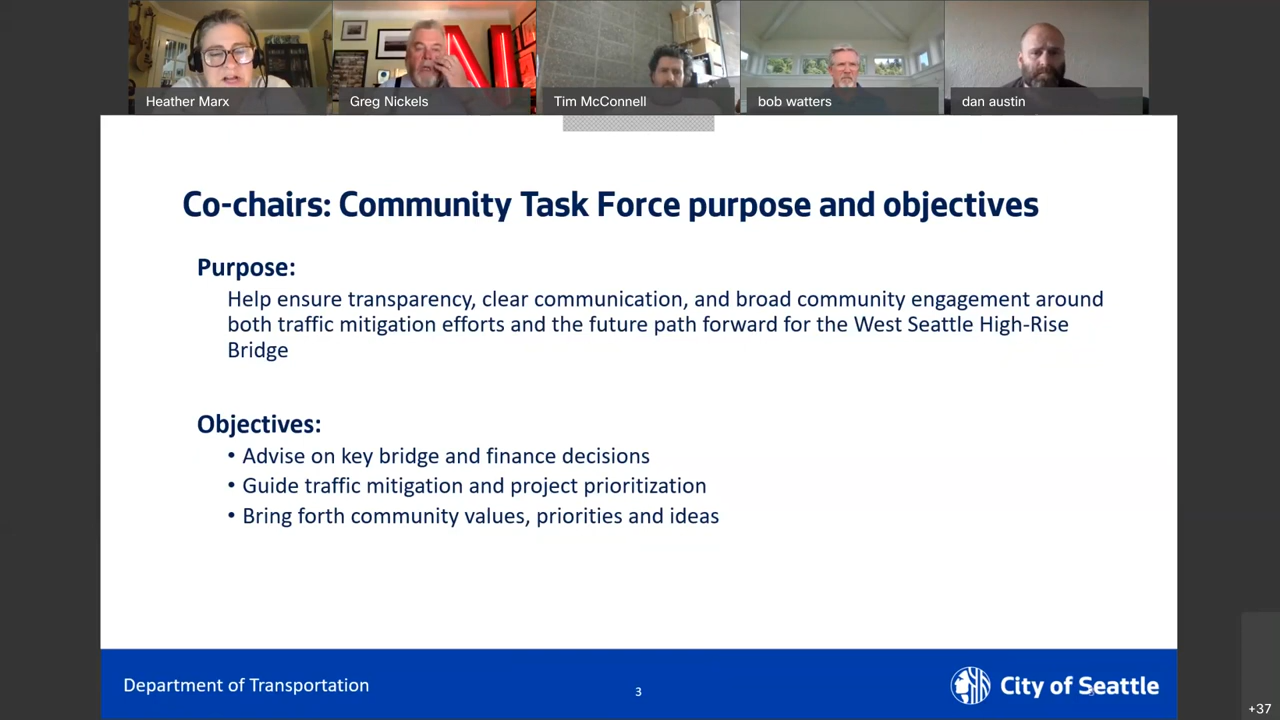 Heather Marx
Greg Nickels
Tim McConnell
bob watters
dan austin
Co-chairs: Community Task Force purpose and objectives
Purpose:
Help ensure transparency, clear communication, and broad community engagement around
both traffic mitigation efforts and the future path forward for the West Seattle High-Rise
Bridge
Objectives:
• Advise on key bridge and finance decisions
• Guide traffic mitigation and project prioritization
• Bring forth community values, priorities and ideas
Department of Transportation
3
City of Seattle
+37